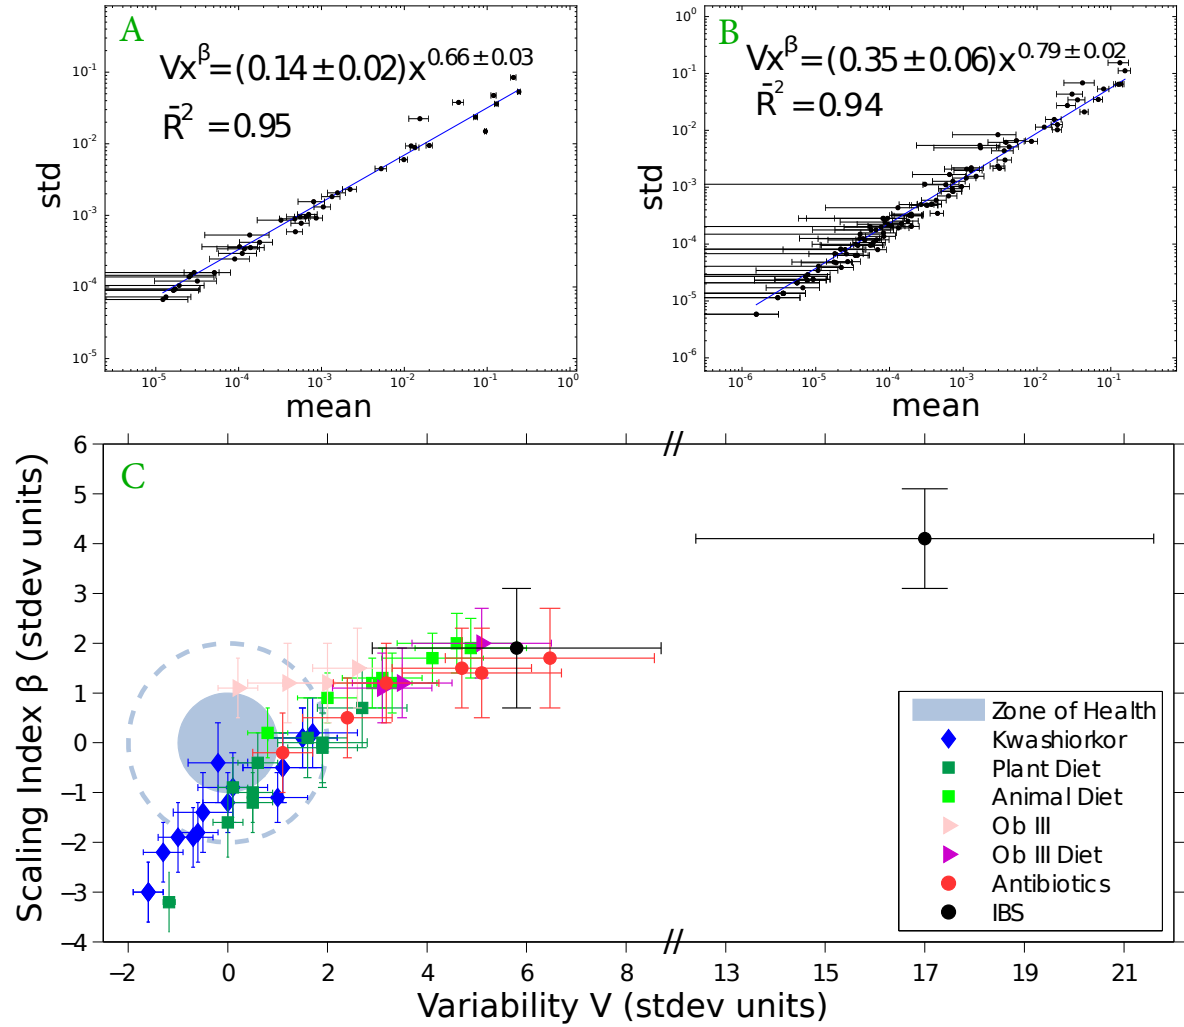 A
Vx^β=(0.14±0.02)x^0.66±0.03
R̄²=0.95
std
10⁻¹
10⁻²
10⁻³
10⁻⁴
10⁻⁵
10⁻⁵ 10⁻⁴ 10⁻³ 10⁻² 10⁻¹ 10⁰
mean
B
Vx^β=(0.35±0.06)x^0.79±0.02
R̄²=0.94
std
10⁰
10⁻¹
10⁻²
10⁻³
10⁻⁴
10⁻⁵
10⁻⁶
10⁻⁶ 10⁻⁵ 10⁻⁴ 10⁻³ 10⁻² 10⁻¹
mean
C
Scaling Index β (stdev units)
6
5
4
3
2
1
0
−1
−2
−3
−4
Zone of Health
Kwashiorkor
Plant Diet
Animal Diet
Ob III
Ob III Diet
Antibiotics
IBS
−2 0 2 4 6 8 13 15 17 19 21
Variability V (stdev units)